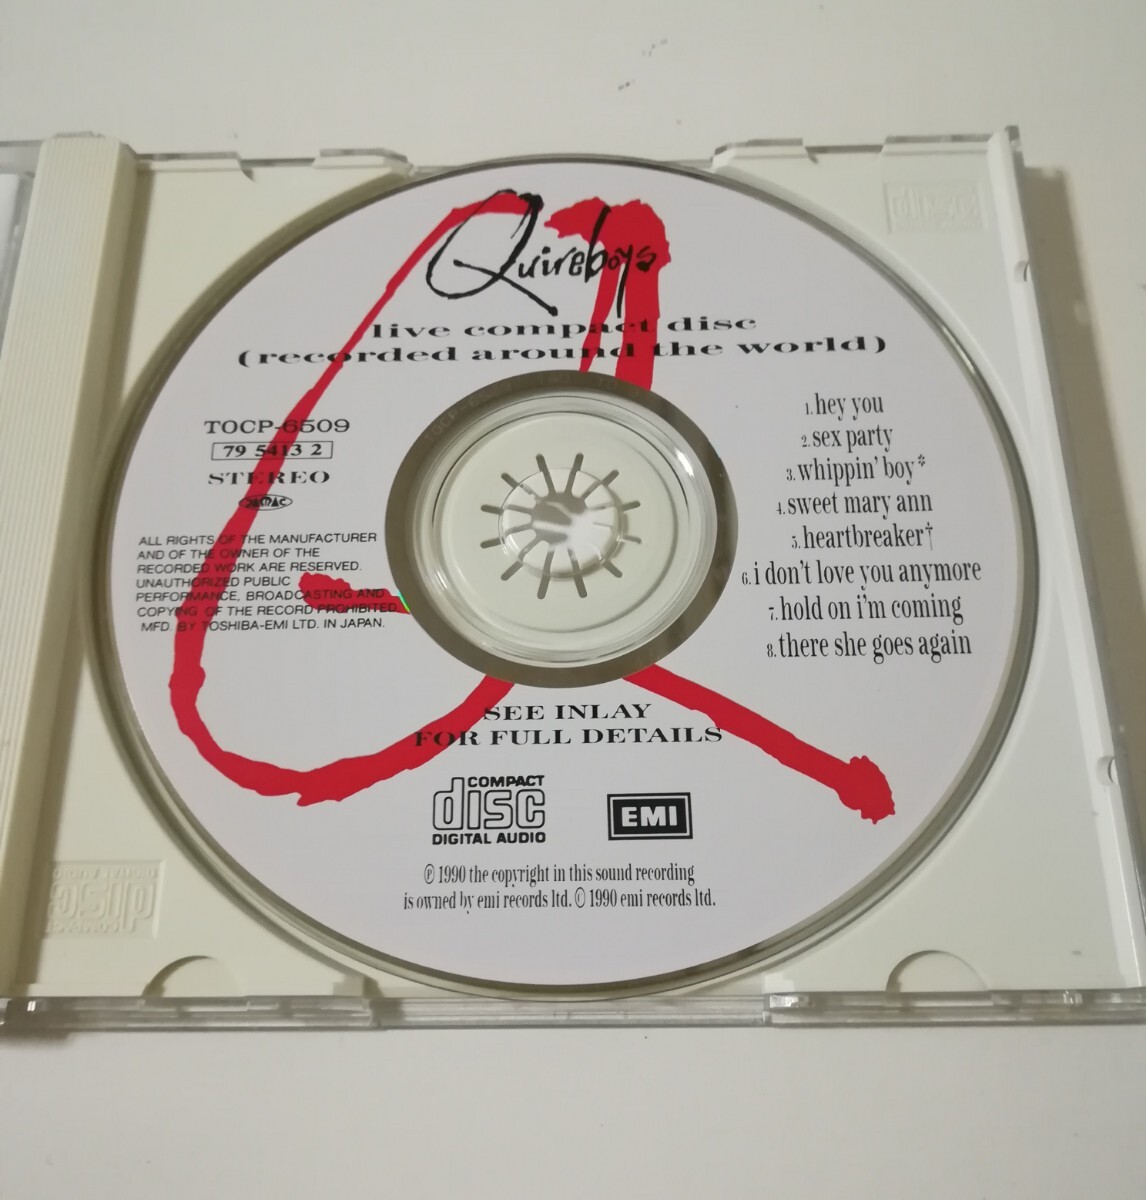 Quireboys
live compact disc
(recorded around the world)
TOCP-6509
79 5413 2
STEREO
ALL RIGHTS OF THE MANUFACTURER
AND OF THE OWNER OF THE
RECORDED WORK ARE RESERVED.
UNAUTHORIZED PUBLIC
PERFORMANCE, BROADCASTING AND
COPYING OF THE RECORD PROHIBITED.
MFD. BY TOSHIBA-EMI LTD. IN JAPAN.
1. hey you
2. sex party
3. whippin' boy*
4. sweet mary ann
5. heartbreaker†
6. i don't love you anymore
7. hold on i'm coming
8. there she goes again
SEE INLAY
FOR FULL DETAILS
COMPACT
disc
DIGITAL AUDIO
EMI
℗ 1990 the copyright in this sound recording
is owned by emi records ltd. © 1990 emi records ltd.